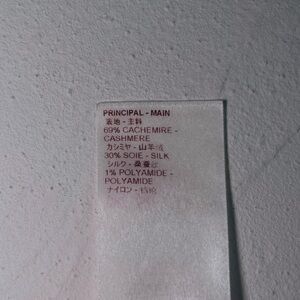 PRINCIPAL - MAIN
表地 - 主料
69% CACHEMIRE -
CASHMERE
カシミヤ - 山羊绒
30% SOIE - SILK
シルク - 桑蚕丝
1% POLYAMIDE -
POLYAMIDE
ナイロン - 锦纶